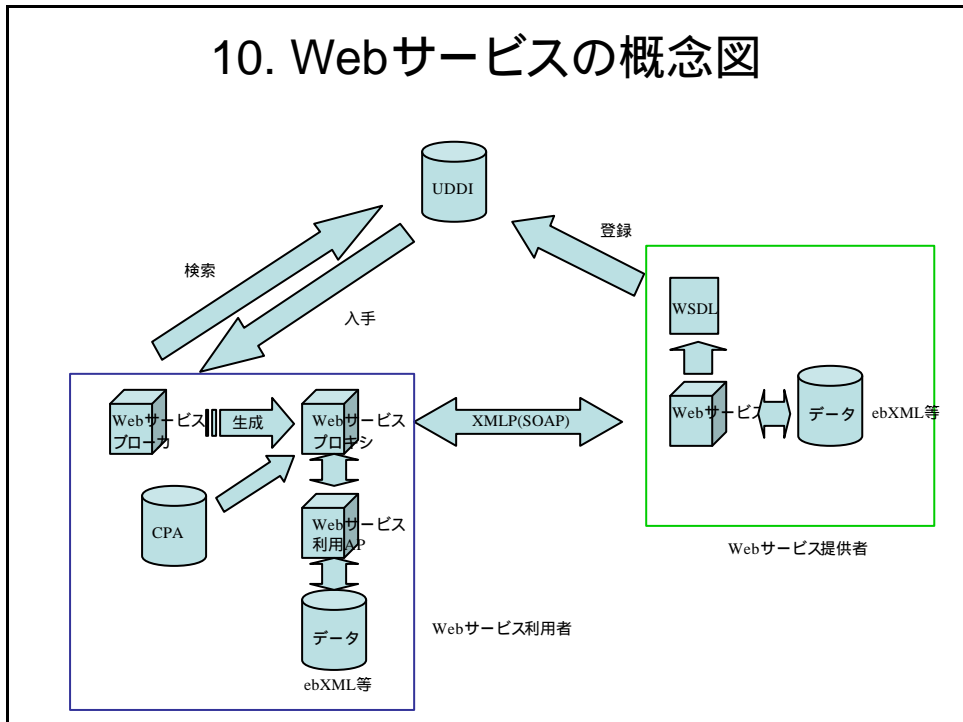 10. Webサービスの概念図
UDDI
登録
検索
入手
WSDL
Webサービス
データ
ebXML等
Webサービス提供者
Webサービス
ブローカ
生成
Webサービス
プロキシ
XMLP(SOAP)
CPA
Webサービス
利用AP
データ
ebXML等
Webサービス利用者